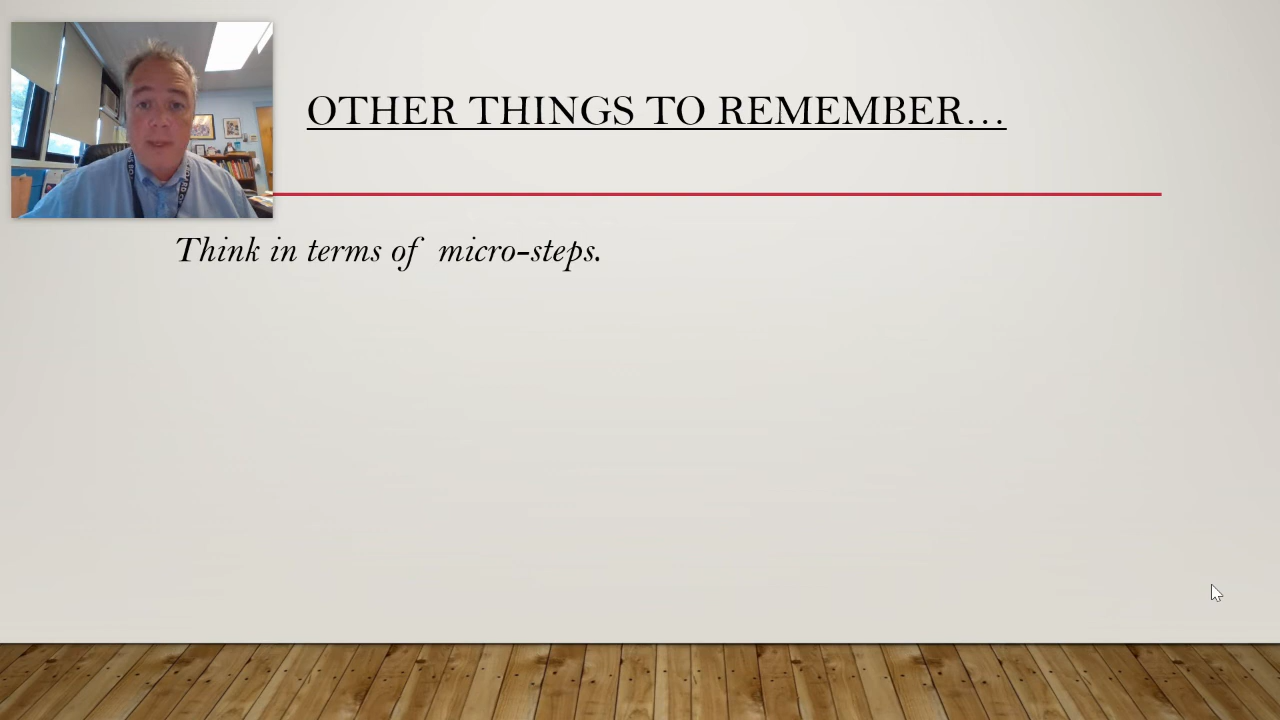 OTHER THINGS TO REMEMBER…
Think in terms of micro-steps.